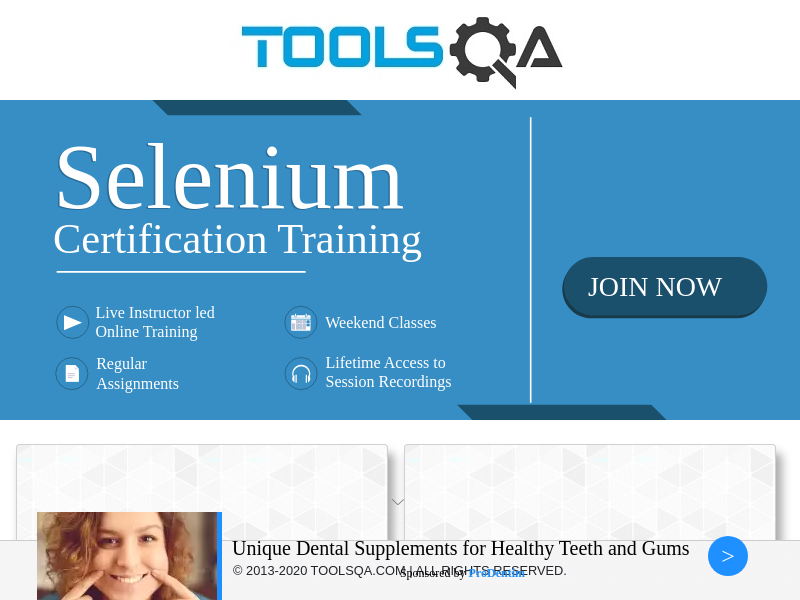 TOOLSQA
Selenium
Certification Training
JOIN NOW
Live Instructor led
Online Training
Weekend Classes
Regular
Assignments
Lifetime Access to
Session Recordings
Unique Dental Supplements for Healthy Teeth and Gums
>
© 2013-2020 TOOLSQA.COM | ALL RIGHTS RESERVED.
Sponsored by ProDentim